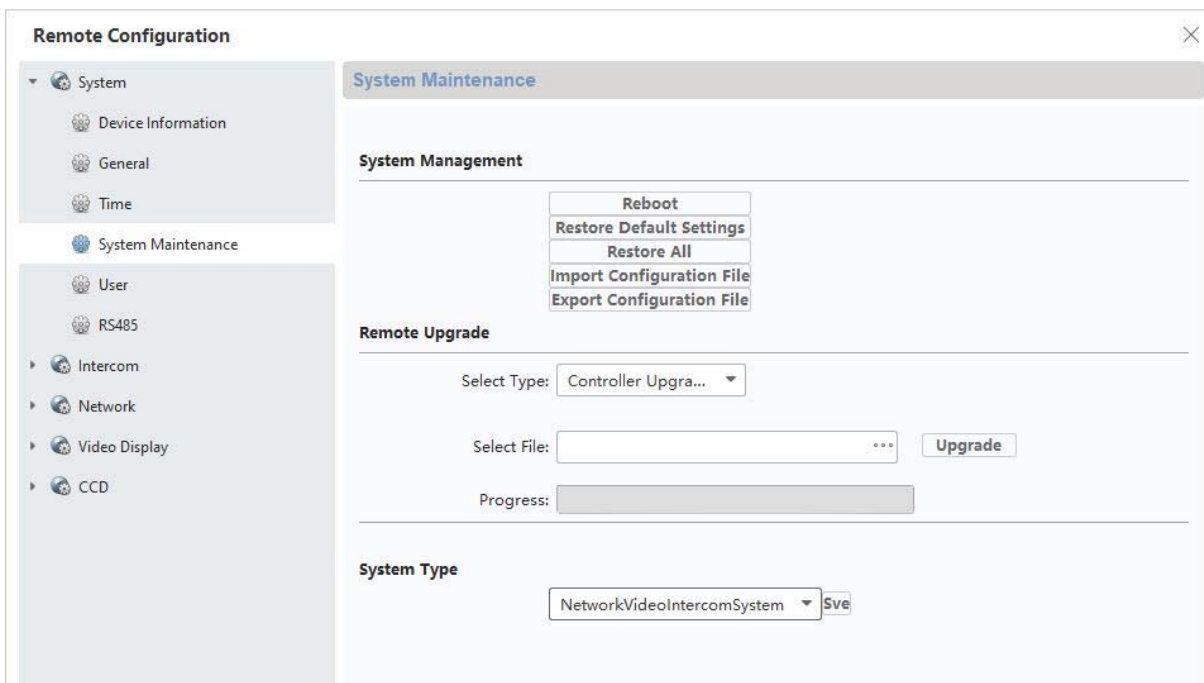 Remote Configuration
System
Device Information
General
Time
System Maintenance
User
RS485
Intercom
Network
Video Display
CCD
System Maintenance
System Management
Reboot
Restore Default Settings
Restore All
Import Configuration File
Export Configuration File
Remote Upgrade
Select Type: Controller Upgra...
Select File: ... Upgrade
Progress:
System Type
NetworkVideoIntercomSystem Sve